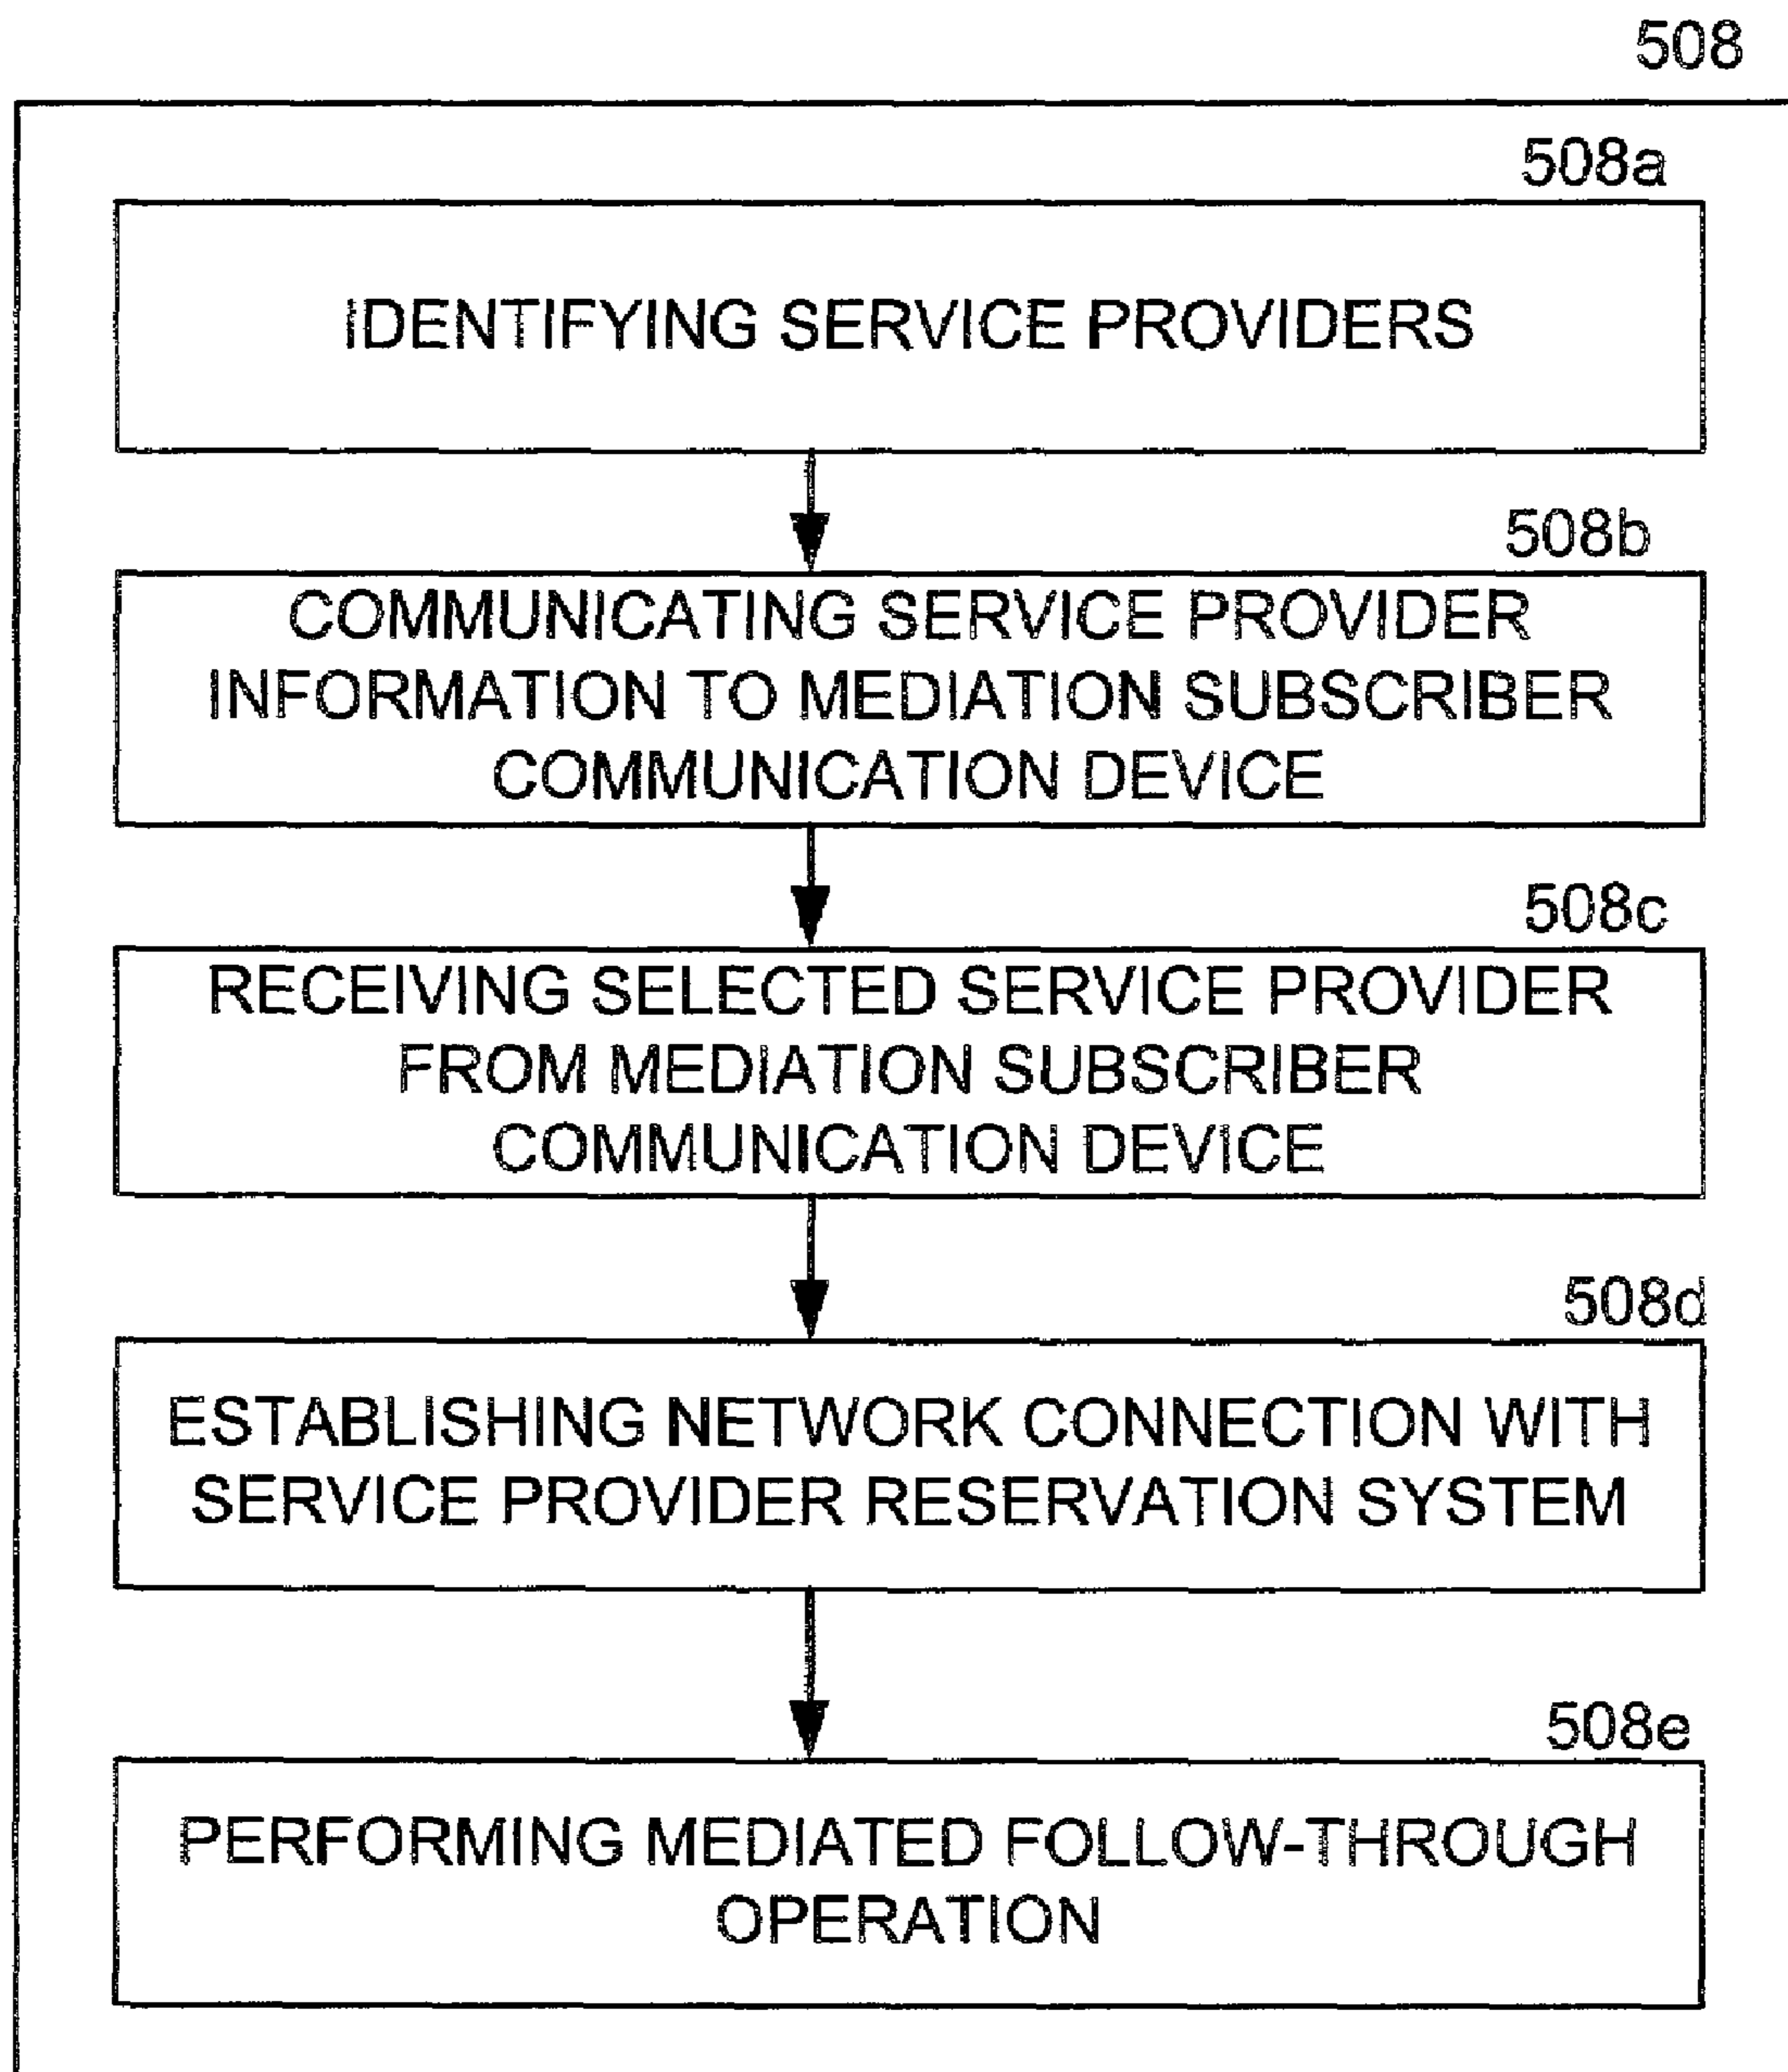 508
508a
IDENTIFYING SERVICE PROVIDERS
508b
COMMUNICATING SERVICE PROVIDER
INFORMATION TO MEDIATION SUBSCRIBER
COMMUNICATION DEVICE
508c
RECEIVING SELECTED SERVICE PROVIDER
FROM MEDIATION SUBSCRIBER
COMMUNICATION DEVICE
508d
ESTABLISHING NETWORK CONNECTION WITH
SERVICE PROVIDER RESERVATION SYSTEM
508e
PERFORMING MEDIATED FOLLOW-THROUGH
OPERATION